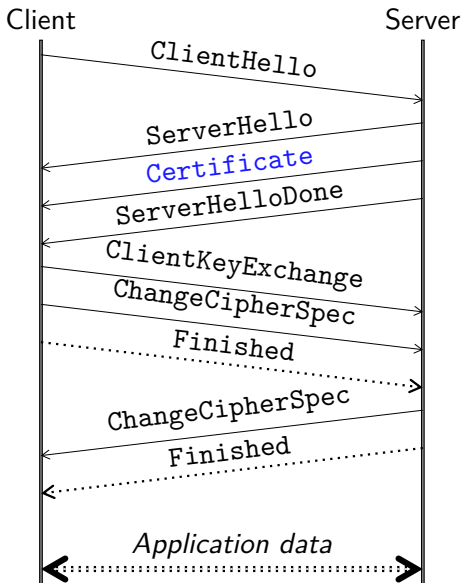 Client Server
ClientHello
ServerHello
Certificate
ServerHelloDone
ClientKeyExchange
ChangeCipherSpec
Finished
ChangeCipherSpec
Finished
Application data